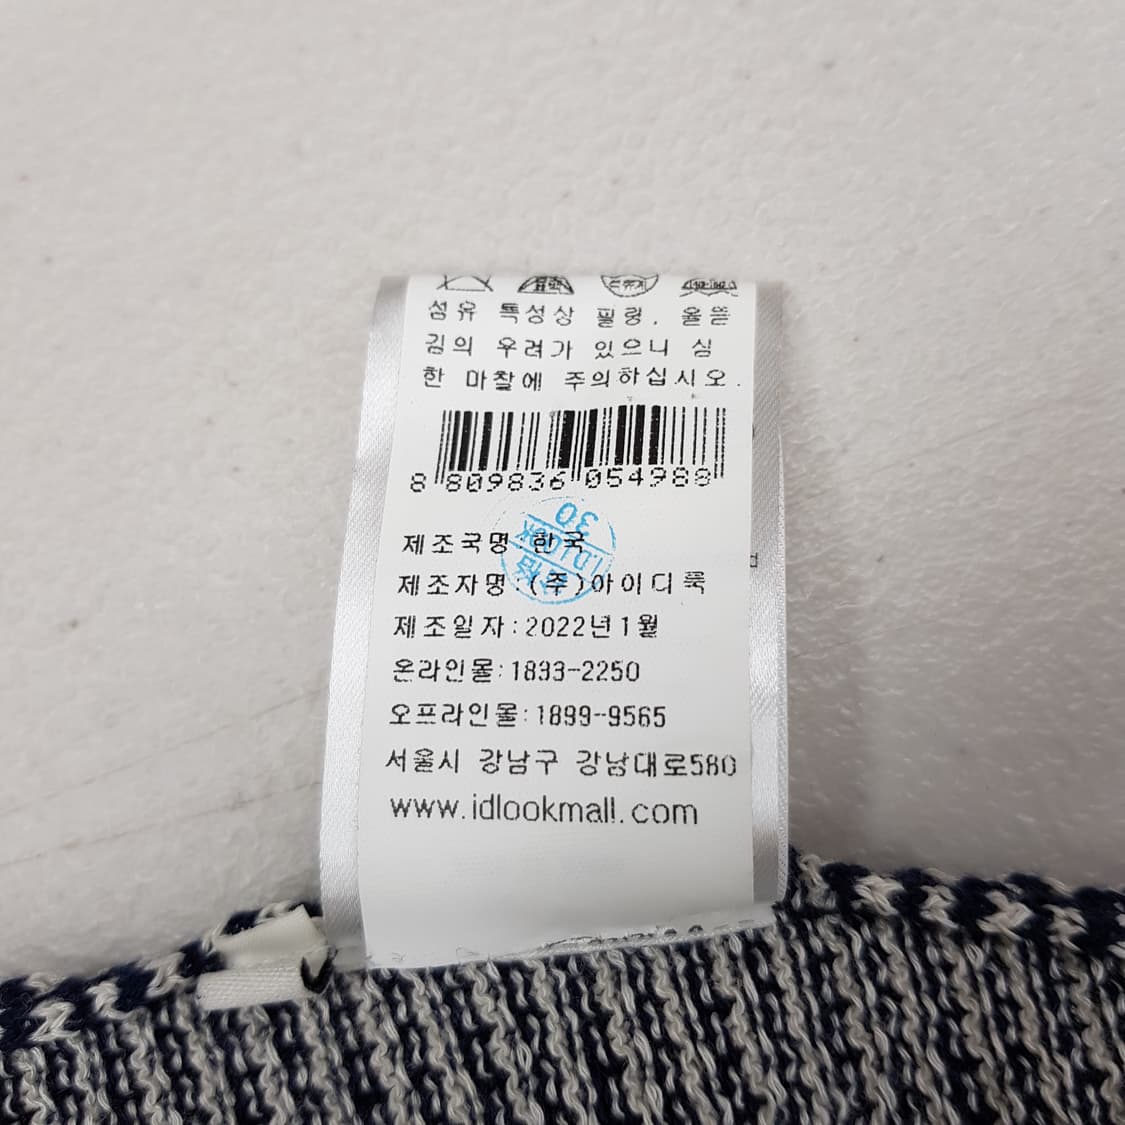 섬유 특성상 필링, 올뜯
김의 우려가 있으니 심
한 마찰에 주의하십시오.
8 809836 054988
제조국명:한국
제조자명:(주)아이디룩
제조일자:2022년1월
온라인몰:1833-2250
오프라인몰:1899-9565
서울시 강남구 강남대로580
www.idlookmall.com